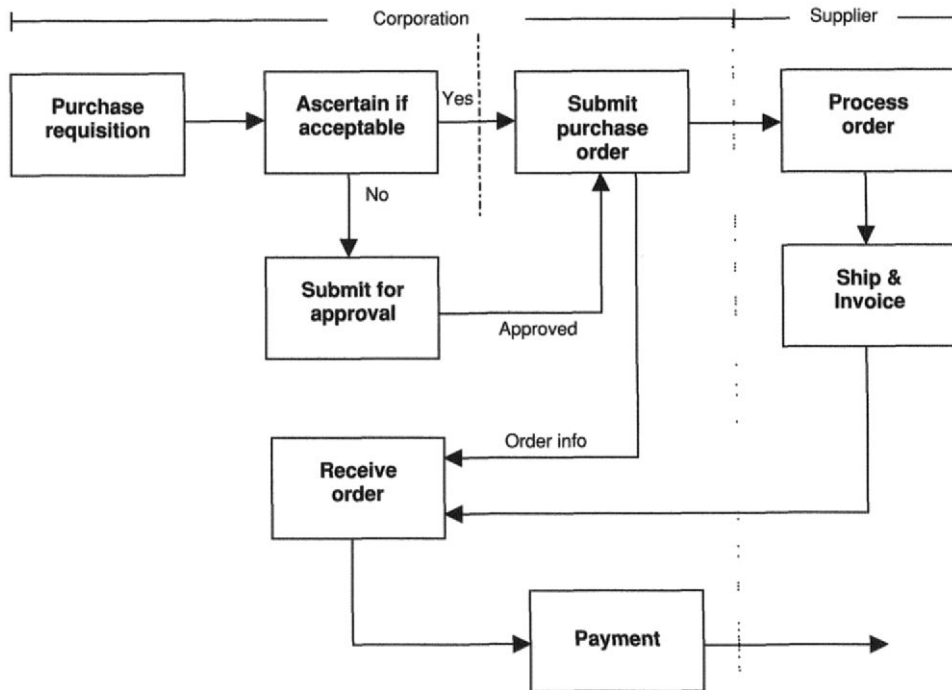 Corporation
Supplier
Purchase
requisition
Ascertain if
acceptable
Yes
Submit
purchase
order
Process
order
No
Submit for
approval
Approved
Ship &
Invoice
Order info
Receive
order
Payment